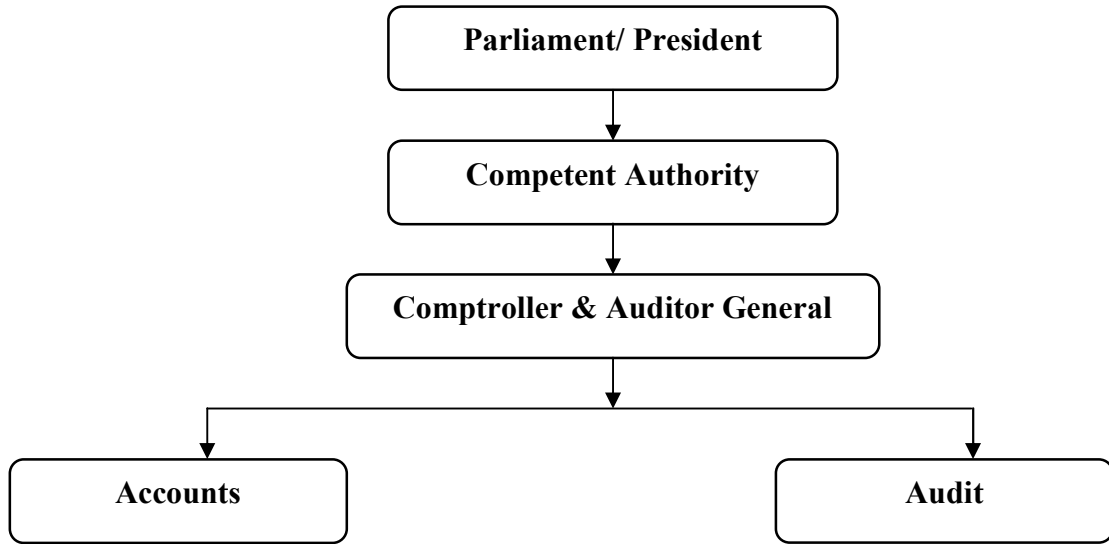 Parliament/ President
Competent Authority
Comptroller & Auditor General
Accounts
Audit